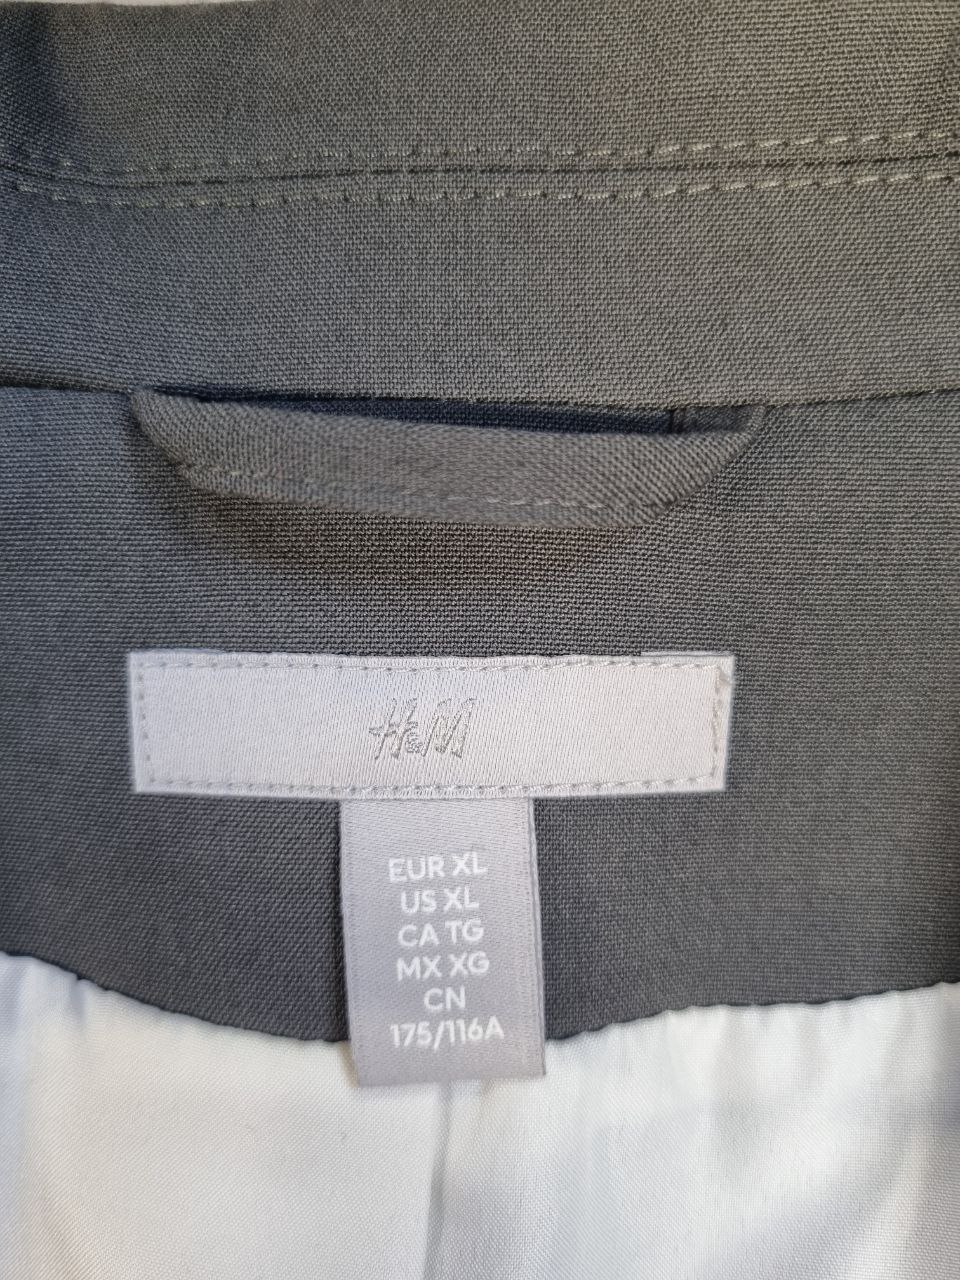 H&M
EUR XL
US XL
CA TG
MX XG
CN
175/116A